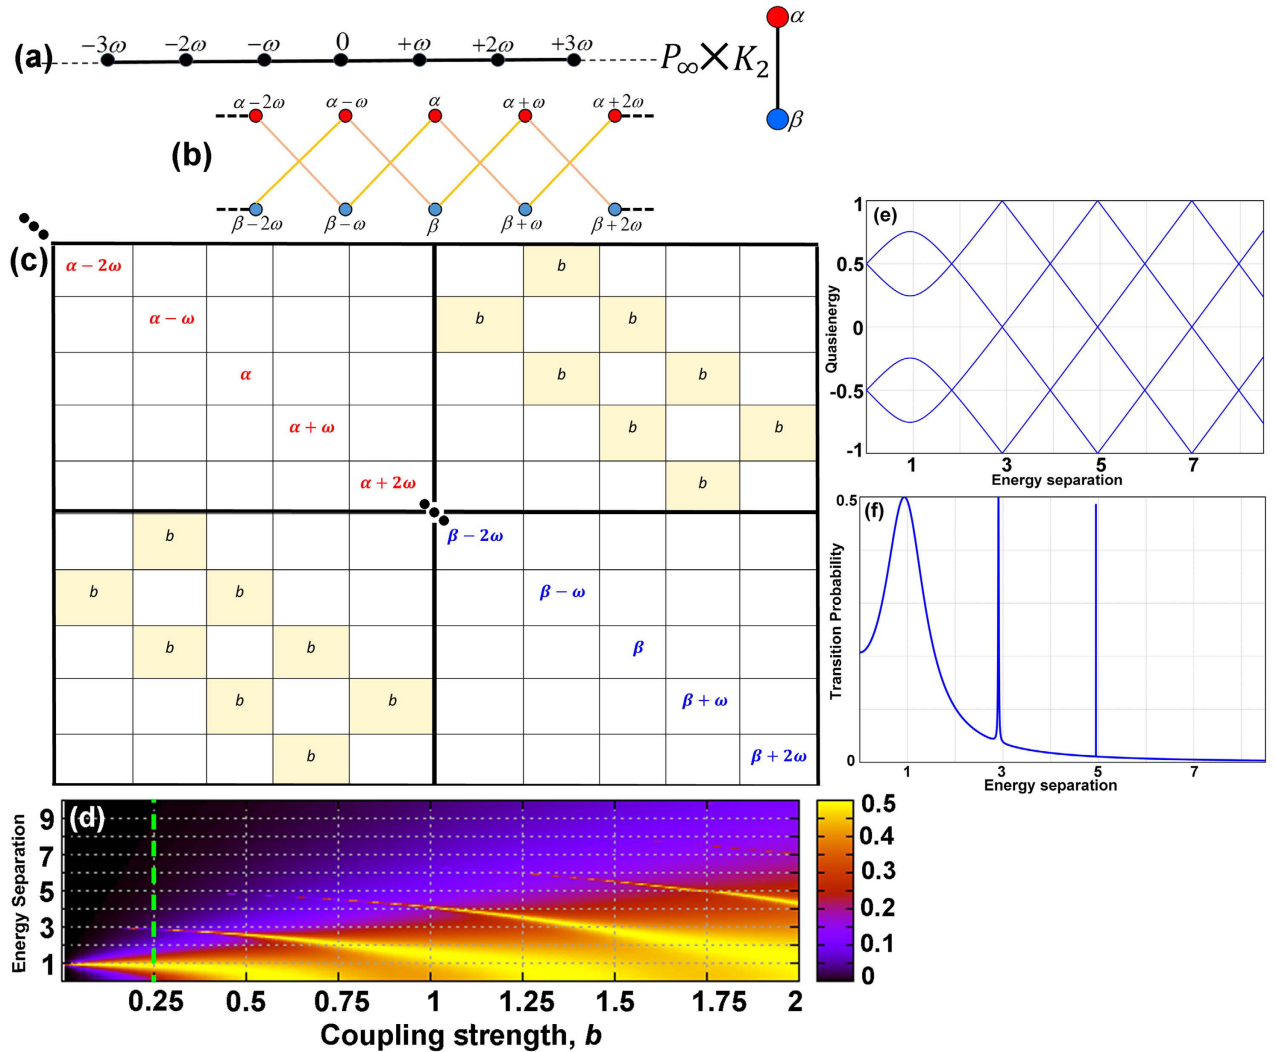 (a)
−3ω −2ω −ω 0 +ω +2ω +3ω
P∞×K2
α
β
(b)
α−2ω α−ω α α+ω α+2ω
β−2ω β−ω β β+ω β+2ω
(c)
α − 2ω b
α − ω b b
α b b
α + ω b b
α + 2ω b
b β − 2ω
b b β − ω
b b β
b b β + ω
b β + 2ω
(d)
Energy Separation
9
7
5
3
1
0.25 0.5 0.75 1 1.25 1.5 1.75 2
Coupling strength, b
0.5
0.4
0.3
0.2
0.1
0
(e)
Quasienergy
1
0.5
0
-0.5
-1
1 3 5 7
Energy separation
(f)
Transition Probability
0.5
0
1 3 5 7
Energy separation